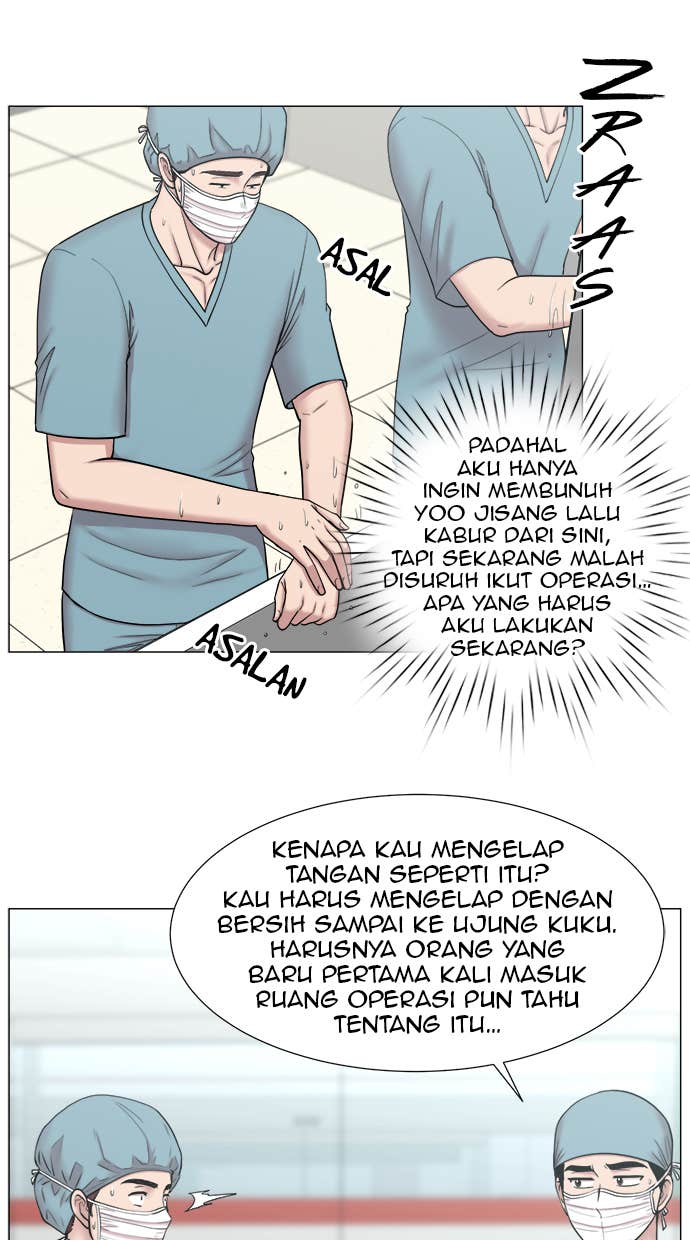 ZRAAS
ASAL
PADAHAL
AKU HANYA
INGIN MEMBUNUH
YOO JISANG LALU
KABUR DARI SINI,
TAPI SEKARANG MALAH
DISURUH IKUT OPERASI...
APA YANG HARUS
AKU LAKUKAN
SEKARANG?
ASALAN
KENAPA KAU MENGELAP
TANGAN SEPERTI ITU?
KAU HARUS MENGELAP DENGAN
BERSIH SAMPAI KE UJUNG KUKU.
HARUSNYA ORANG YANG
BARU PERTAMA KALI MASUK
RUANG OPERASI PUN TAHU
TENTANG ITU...